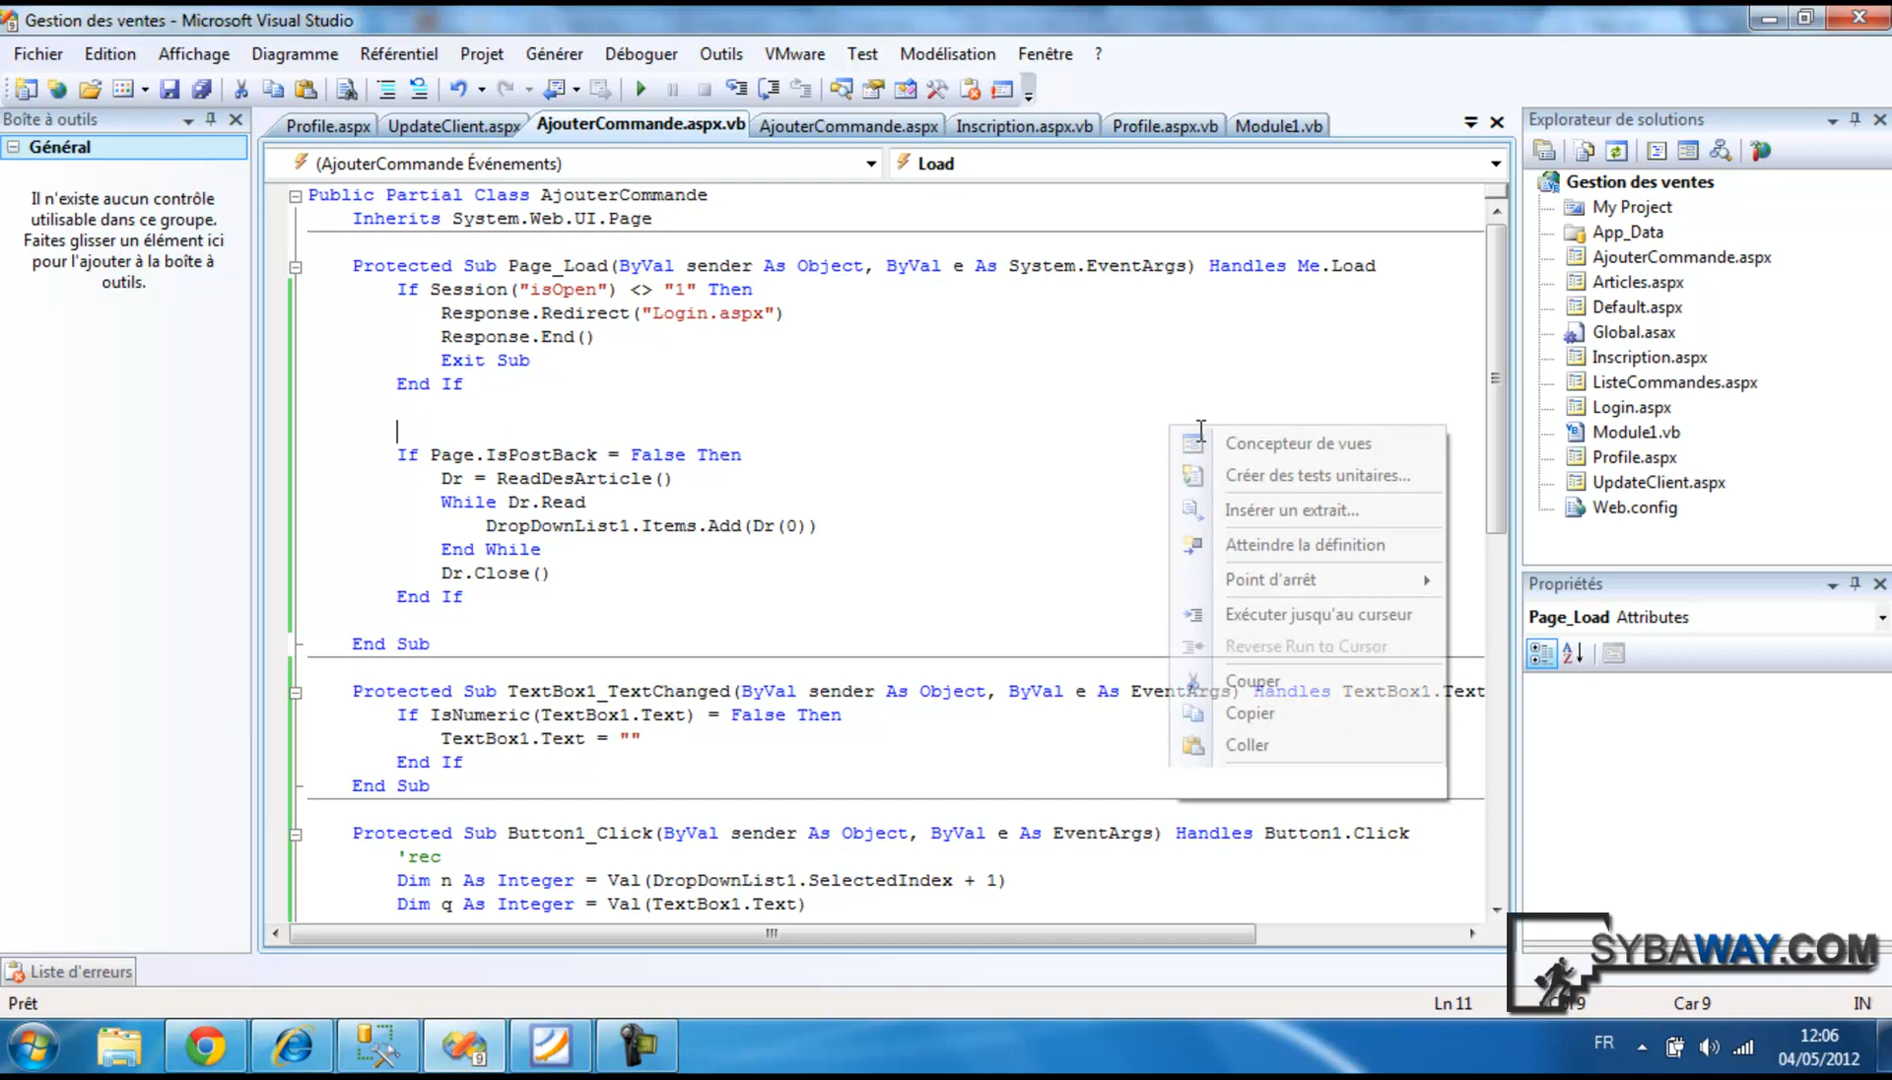 Gestion des ventes - Microsoft Visual Studio
Fichier Edition Affichage Diagramme Référentiel Projet Générer Déboguer Outils VMware Test Modélisation Fenêtre ?
Boîte à outils
Général
Il n'existe aucun contrôle
utilisable dans ce groupe.
Faites glisser un élément ici
pour l'ajouter à la boîte à
outils.
Profile.aspx UpdateClient.aspx AjouterCommande.aspx.vb AjouterCommande.aspx Inscription.aspx.vb Profile.aspx.vb Module1.vb
(AjouterCommande Événements) Load
Public Partial Class AjouterCommande
Inherits System.Web.UI.Page
Protected Sub Page_Load(ByVal sender As Object, ByVal e As System.EventArgs) Handles Me.Load
If Session("isOpen") <> "1" Then
Response.Redirect("Login.aspx")
Response.End()
Exit Sub
End If
If Page.IsPostBack = False Then
Dr = ReadDesArticle()
While Dr.Read
DropDownList1.Items.Add(Dr(0))
End While
Dr.Close()
End If
End Sub
Protected Sub TextBox1_TextChanged(ByVal sender As Object, ByVal e As EventArgs) Handles TextBox1.Text
If IsNumeric(TextBox1.Text) = False Then
TextBox1.Text = ""
End If
End Sub
Protected Sub Button1_Click(ByVal sender As Object, ByVal e As EventArgs) Handles Button1.Click
'rec
Dim n As Integer = Val(DropDownList1.SelectedIndex + 1)
Dim q As Integer = Val(TextBox1.Text)
Concepteur de vues
Créer des tests unitaires...
Insérer un extrait...
Atteindre la définition
Point d'arrêt
Exécuter jusqu'au curseur
Reverse Run to Cursor
Couper
Copier
Coller
Explorateur de solutions
Gestion des ventes
My Project
App_Data
AjouterCommande.aspx
Articles.aspx
Default.aspx
Global.asax
Inscription.aspx
ListeCommandes.aspx
Login.aspx
Module1.vb
Profile.aspx
UpdateClient.aspx
Web.config
Propriétés
Page_Load Attributes
SYBAWAY.COM
Liste d'erreurs
Prêt Ln 11 Col 9 Car 9 IN
FR 12:06
04/05/2012